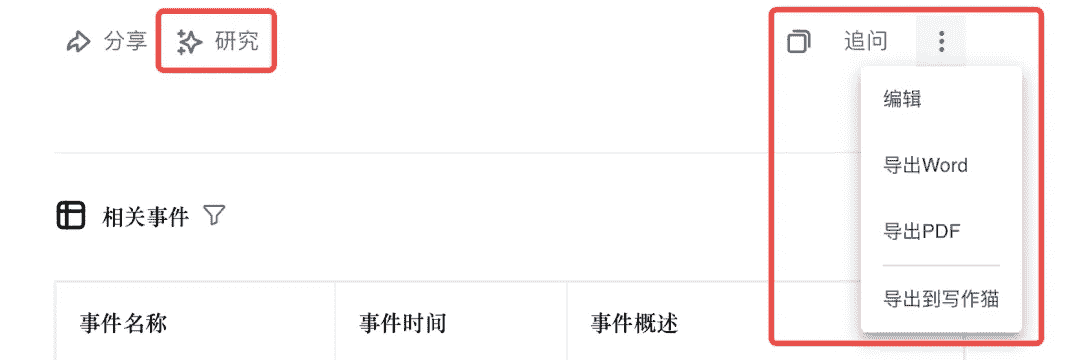 分享 研究 追问
编辑
导出Word
导出PDF
导出到写作猫
相关事件
事件名称 事件时间 事件概述